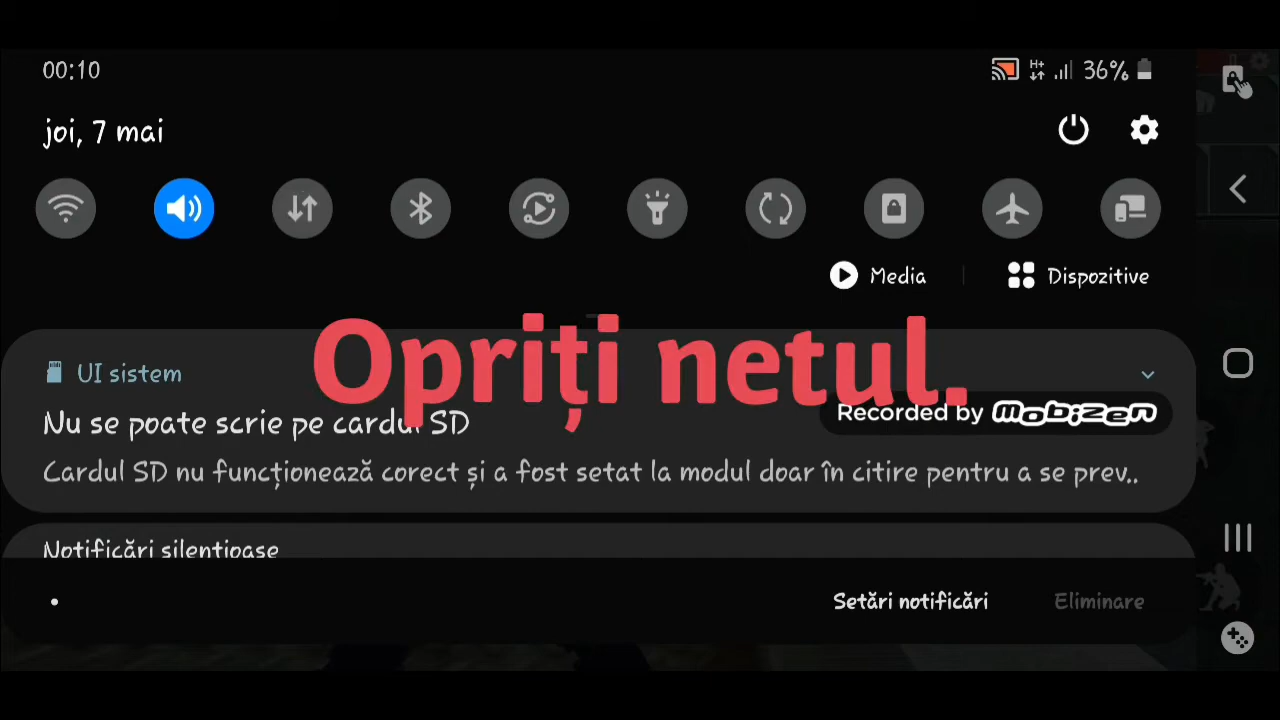 00:10
H+ 36%
joi, 7 mai
Media
Dispozitive
Opriți netul.
UI sistem
Nu se poate scrie pe cardul SD
Recorded by mobizen
Cardul SD nu funcționează corect și a fost setat la modul doar în citire pentru a se prev..
Notificări silențioase
Setări notificări
Eliminare